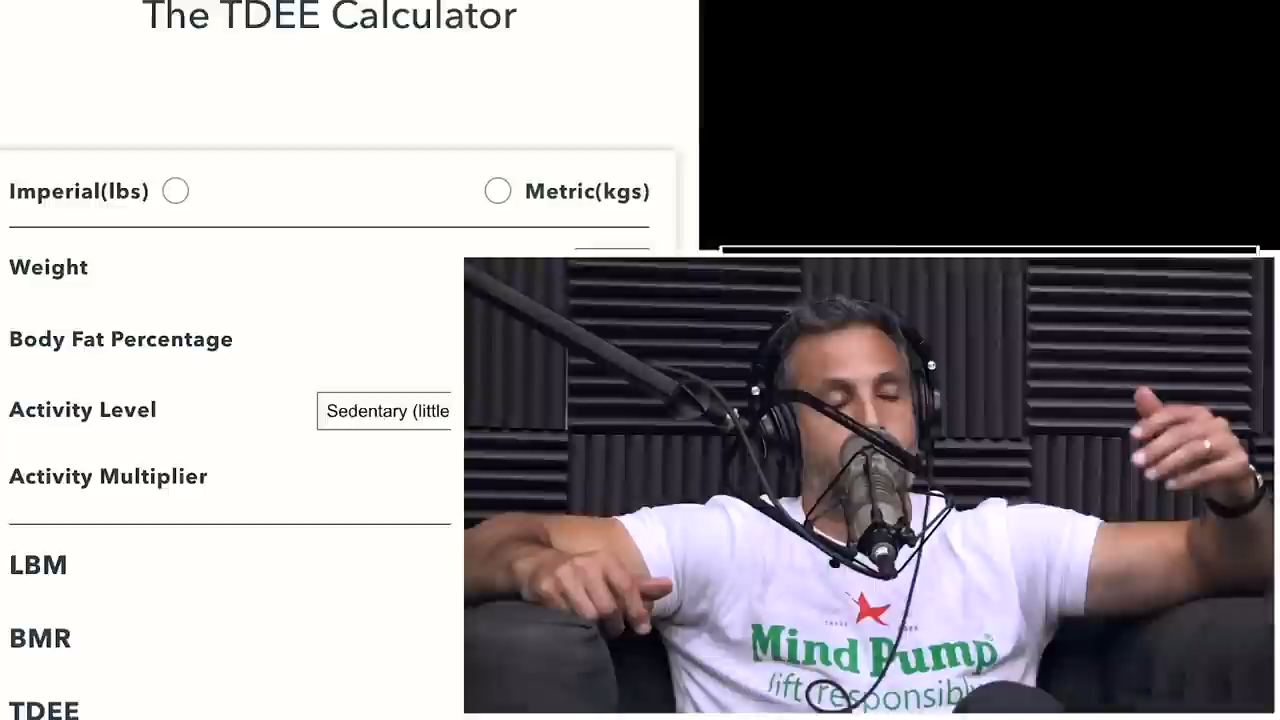 The TDEE Calculator
Imperial(lbs)
Metric(kgs)
Weight
Body Fat Percentage
Activity Level
Sedentary (little
Activity Multiplier
LBM
BMR
TDEE
Mind Pump
lift responsibly